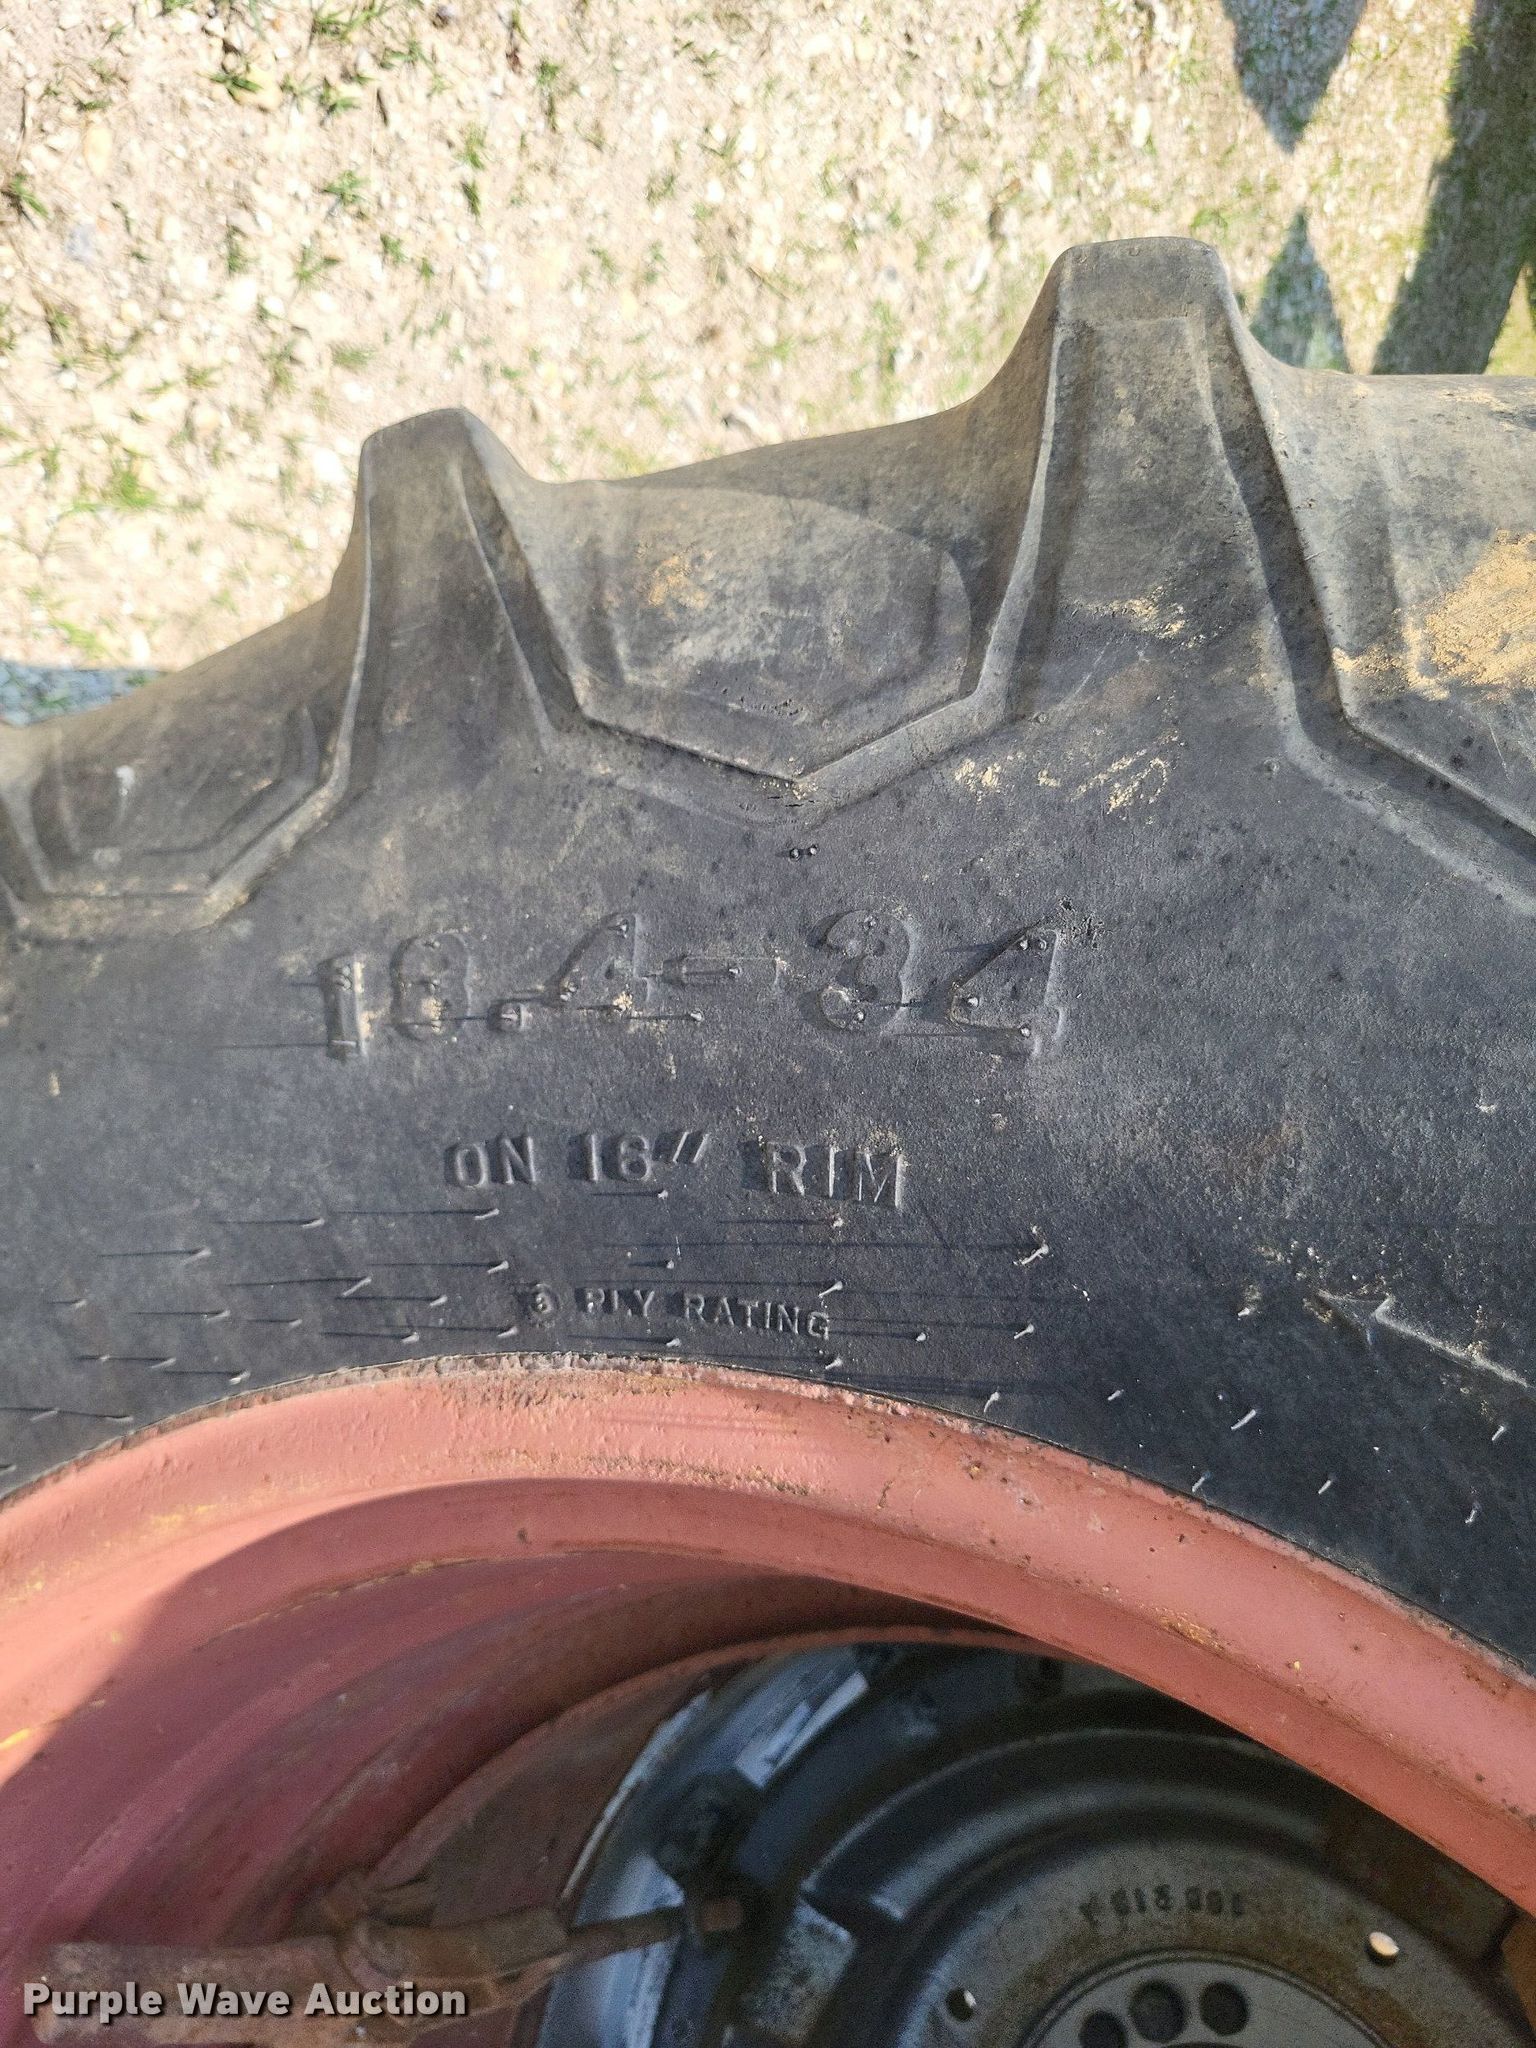 18.4-34
ON 16" RIM
PLY RATING
Purple Wave Auction